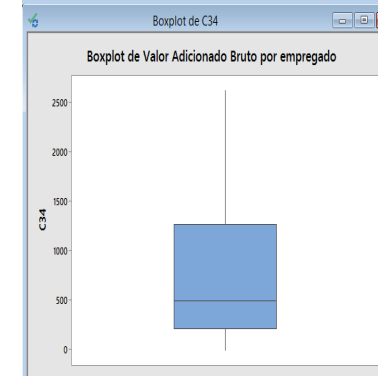 Boxplot de C34
Boxplot de Valor Adicionado Bruto por empregado
2500
2000
1500
1000
500
0
C34